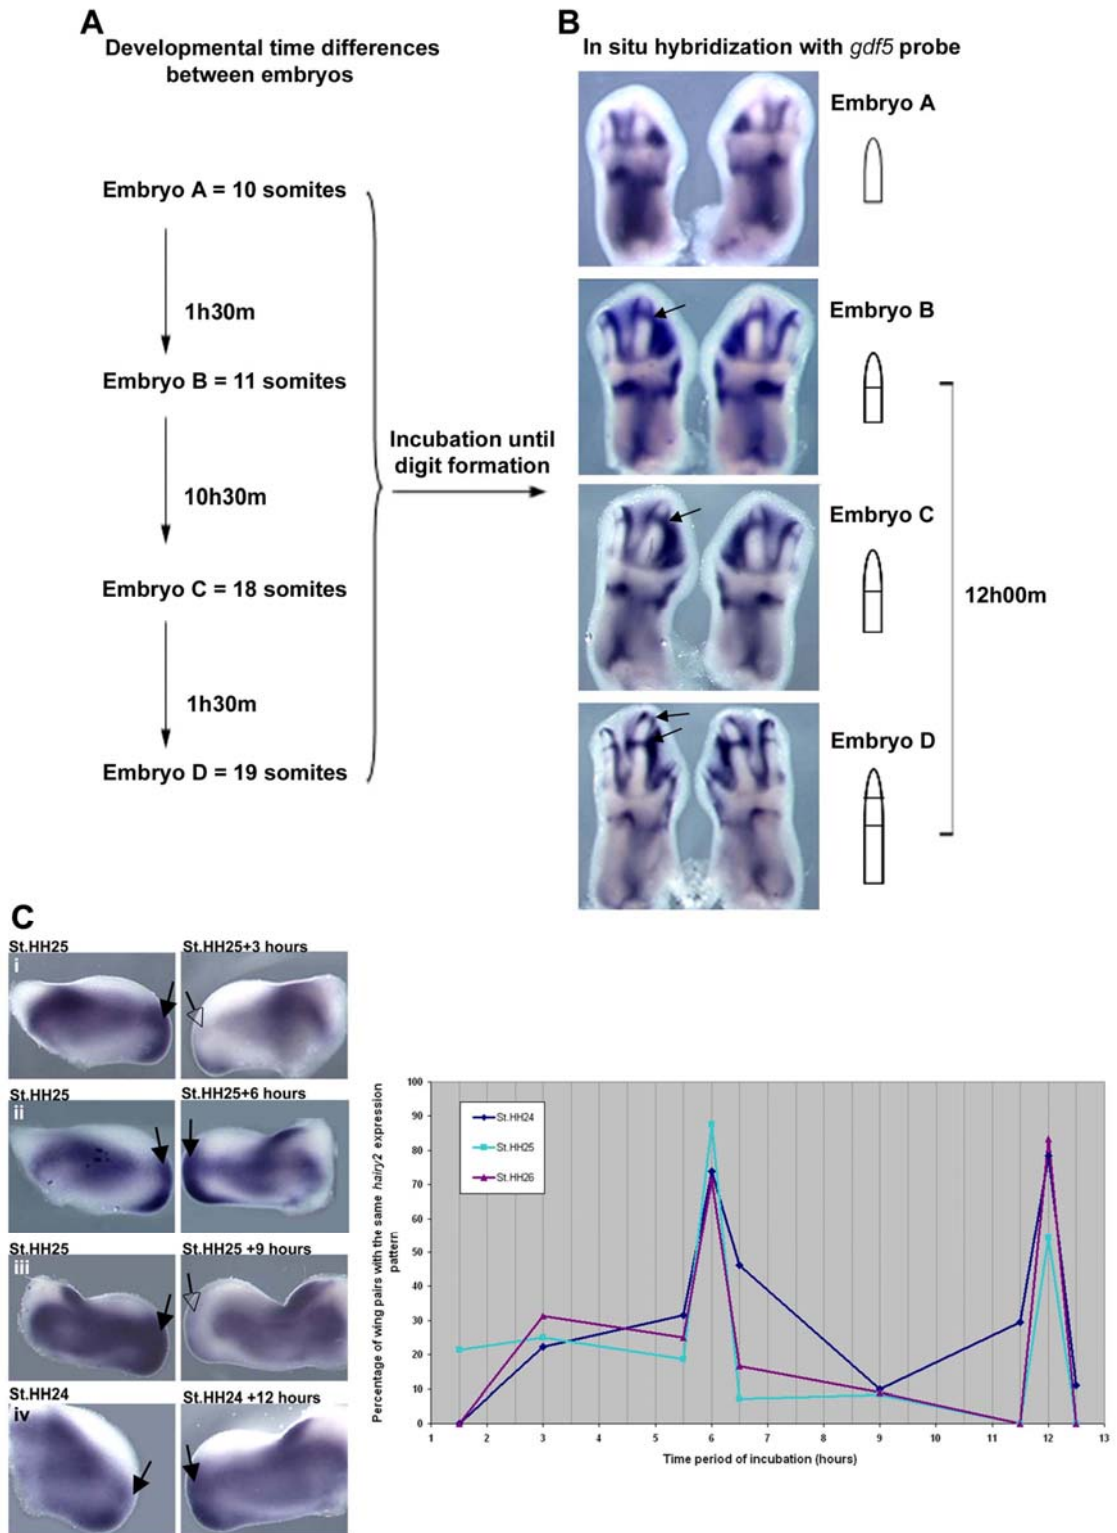 A
Developmental time differences
between embryos
Embryo A = 10 somites
1h30m
Embryo B = 11 somites
10h30m
Embryo C = 18 somites
1h30m
Embryo D = 19 somites
Incubation until
digit formation
B
In situ hybridization with gdf5 probe
Embryo A
Embryo B
Embryo C
Embryo D
12h00m
C
St.HH25
St.HH25+3 hours
i
St.HH25
St.HH25+6 hours
ii
St.HH25
St.HH25 +9 hours
iii
St.HH24
St.HH24 +12 hours
iv
Percentage of wing pairs with the same hairy2 expression
pattern
100
90
80
70
60
50
40
30
20
10
0
St.HH24
St.HH25
St.HH26
1 2 3 4 5 6 7 8 9 10 11 12 13
Time period of incubation (hours)